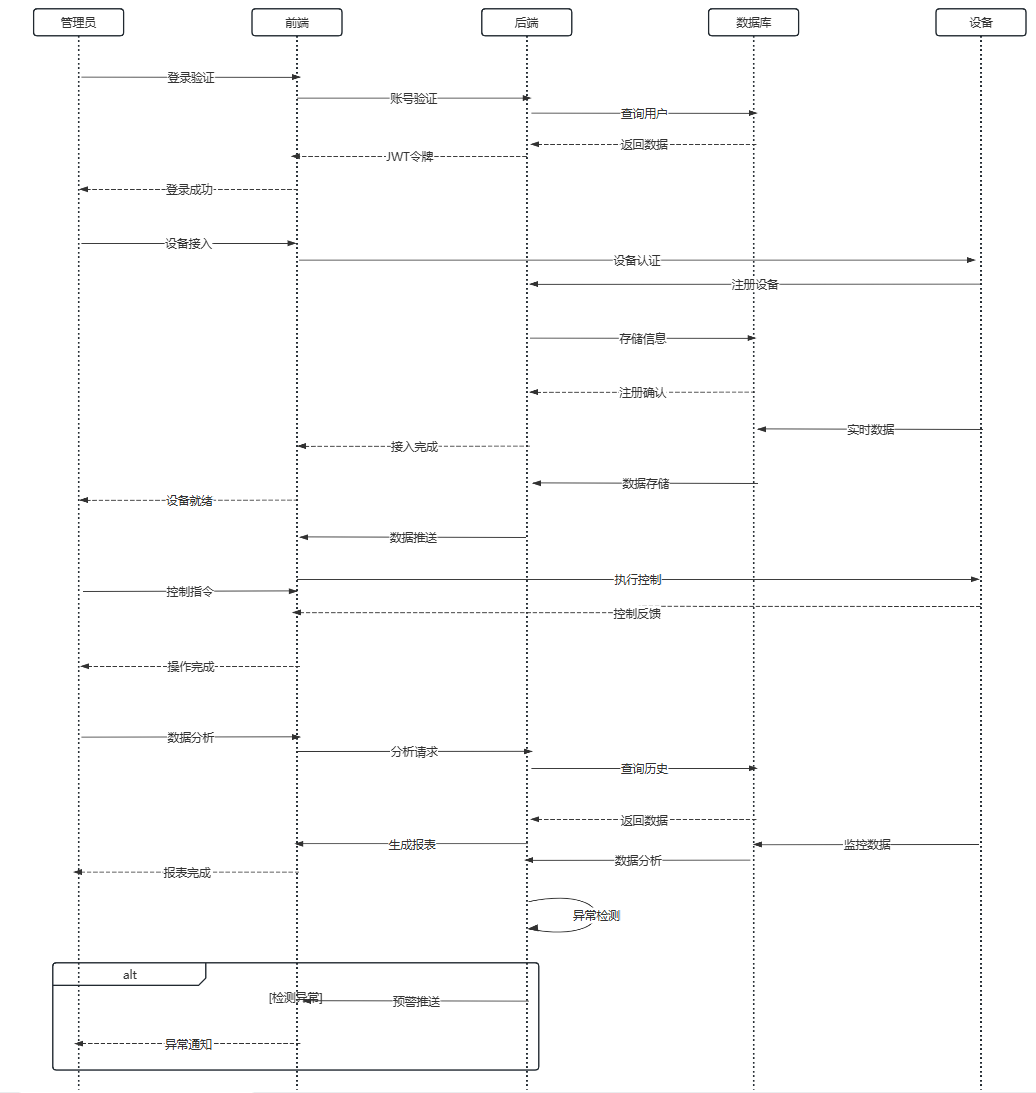 管理员
前端
后端
数据库
设备
登录验证
账号验证
查询用户
返回数据
JWT令牌
登录成功
设备接入
设备认证
注册设备
存储信息
注册确认
实时数据
接入完成
数据存储
设备就绪
数据推送
执行控制
控制指令
控制反馈
操作完成
数据分析
分析请求
查询历史
返回数据
生成报表
监控数据
数据分析
报表完成
异常检测
alt
[检测异常]
预警推送
异常通知